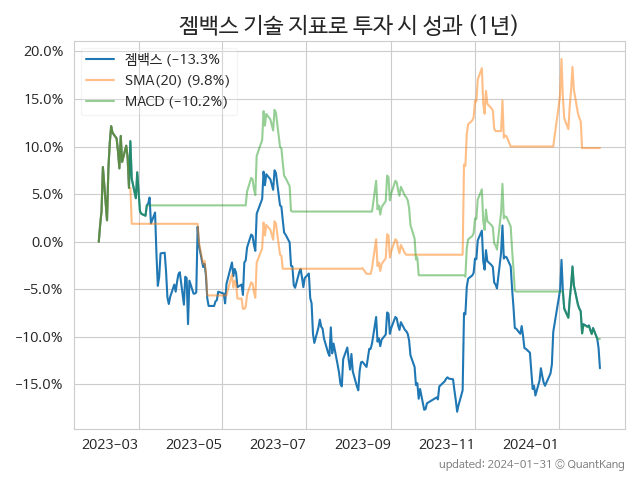 젬백스 기술 지표로 투자 시 성과 (1년)
20.0%
15.0%
10.0%
5.0%
0.0%
−5.0%
−10.0%
−15.0%
젬백스 (−13.3%
SMA(20) (9.8%)
MACD (−10.2%)
2023-03 2023-05 2023-07 2023-09 2023-11 2024-01
updated: 2024-01-31 © QuantKang